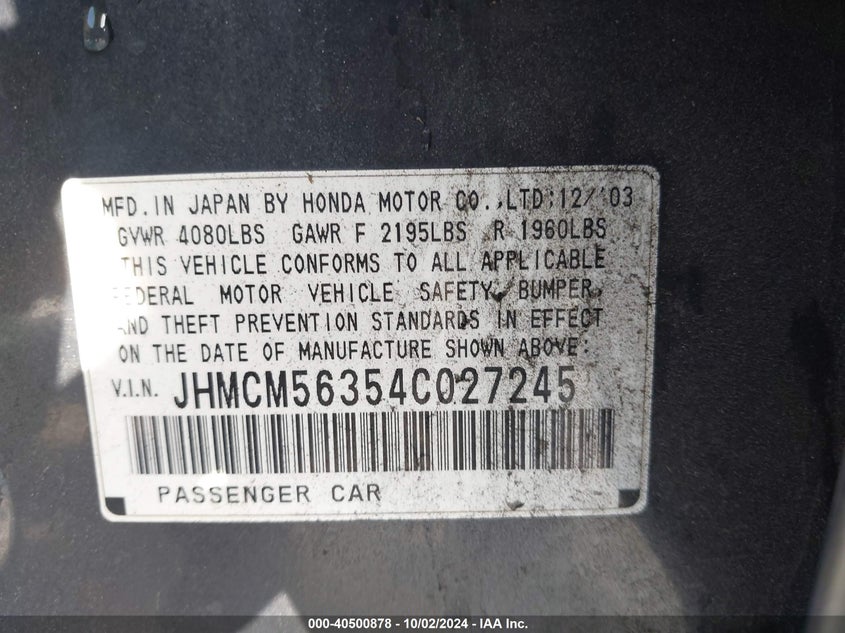 MFD. IN JAPAN BY HONDA MOTOR CO., LTD: 12/'03
GVWR 4080LBS GAWR F 2195LBS R 1960LBS
THIS VEHICLE CONFORMS TO ALL APPLICABLE
FEDERAL MOTOR VEHICLE SAFETY, BUMPER,
AND THEFT PREVENTION STANDARDS IN EFFECT
ON THE DATE OF MANUFACTURE SHOWN ABOVE:
V.I.N. JHMCM56354C027245
PASSENGER CAR
000-40500878 - 10/02/2024 - IAA Inc.